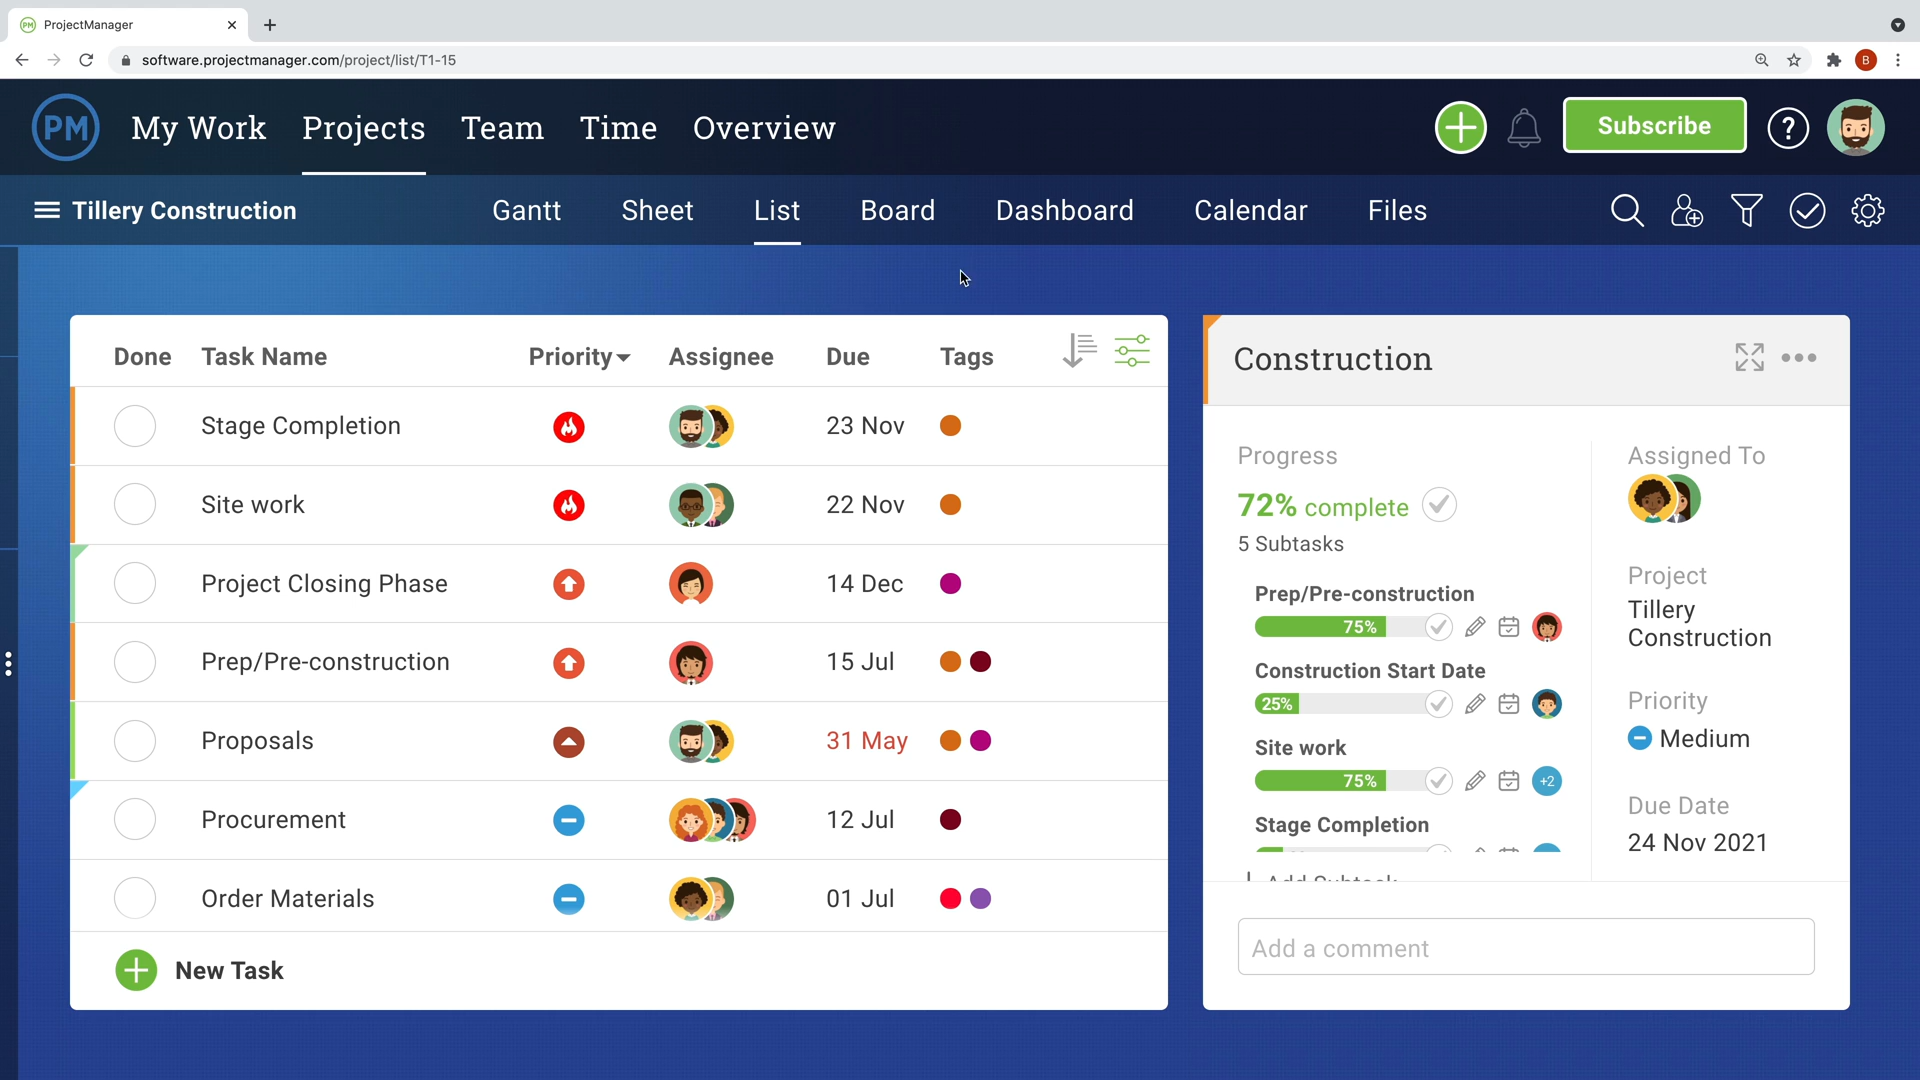 ProjectManager
software.projectmanager.com/project/list/T1-15
B
PM
My Work
Projects
Team
Time
Overview
Subscribe
?
Tillery Construction
Gantt
Sheet
List
Board
Dashboard
Calendar
Files
Done Task Name Priority Assignee Due Tags
Stage Completion 23 Nov
Site work 22 Nov
Project Closing Phase 14 Dec
Prep/Pre-construction 15 Jul
Proposals 31 May
Procurement 12 Jul
Order Materials 01 Jul
New Task
Construction
Progress
72% complete
5 Subtasks
Prep/Pre-construction
75%
Construction Start Date
25%
Site work
75%
+2
Stage Completion
Add Subtask
Assigned To
Project
Tillery
Construction
Priority
Medium
Due Date
24 Nov 2021
Add a comment